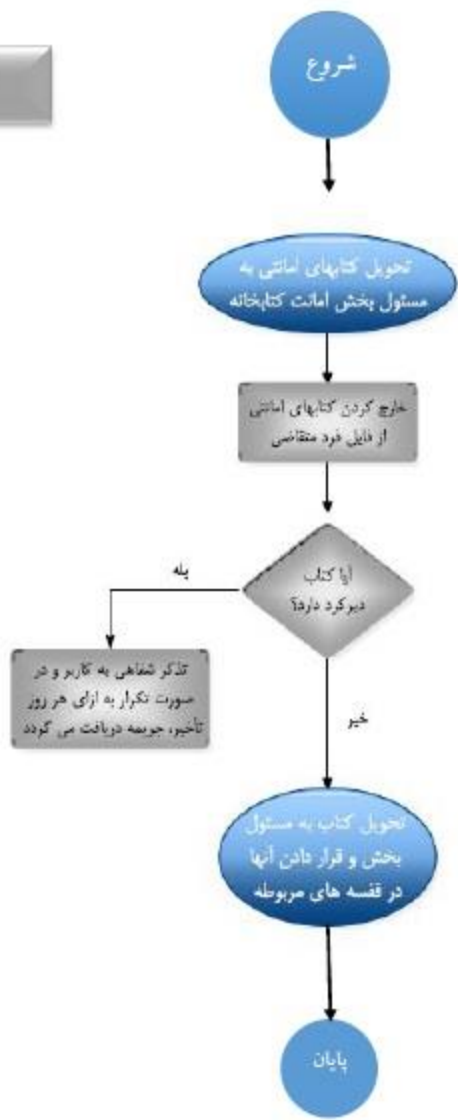 شروع
تحویل کتابهای امانتی به
مسئول بخش امانت کتابخانه
خارج کردن کتابهای امانتی
از فایل فرد متقاضی
آیا کتاب
دیرکرد دارد؟
بله
تذکر شفاهی به کاربر و در
صورت تکرار به ازای هر روز
تأخیر، جریمه دریافت می گردد
خیر
تحویل کتاب به مسئول
بخش و قرار دادن آنها
در قفسه های مربوطه
پایان